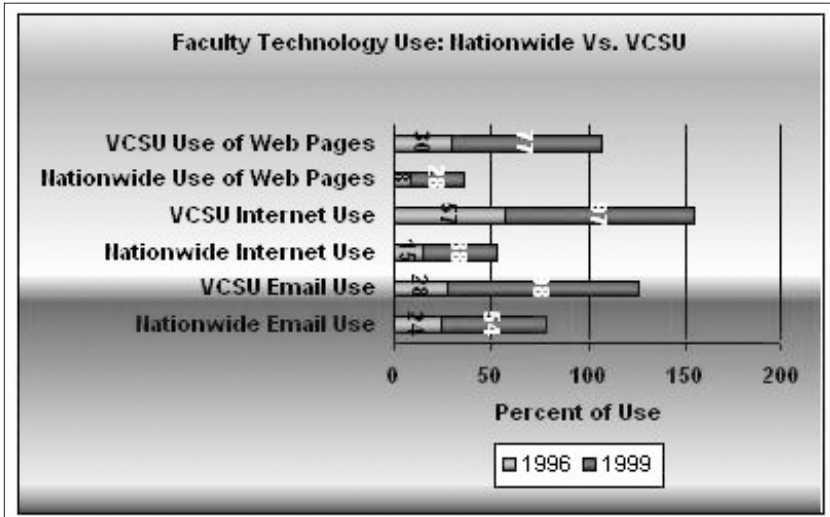 Faculty Technology Use: Nationwide Vs. VCSU
VCSU Use of Web Pages 30 77
Nationwide Use of Web Pages 8 28
VCSU Internet Use 57 97
Nationwide Internet Use 15 38
VCSU Email Use 28 98
Nationwide Email Use 24 54
0 50 100 150 200
Percent of Use
1996 1999